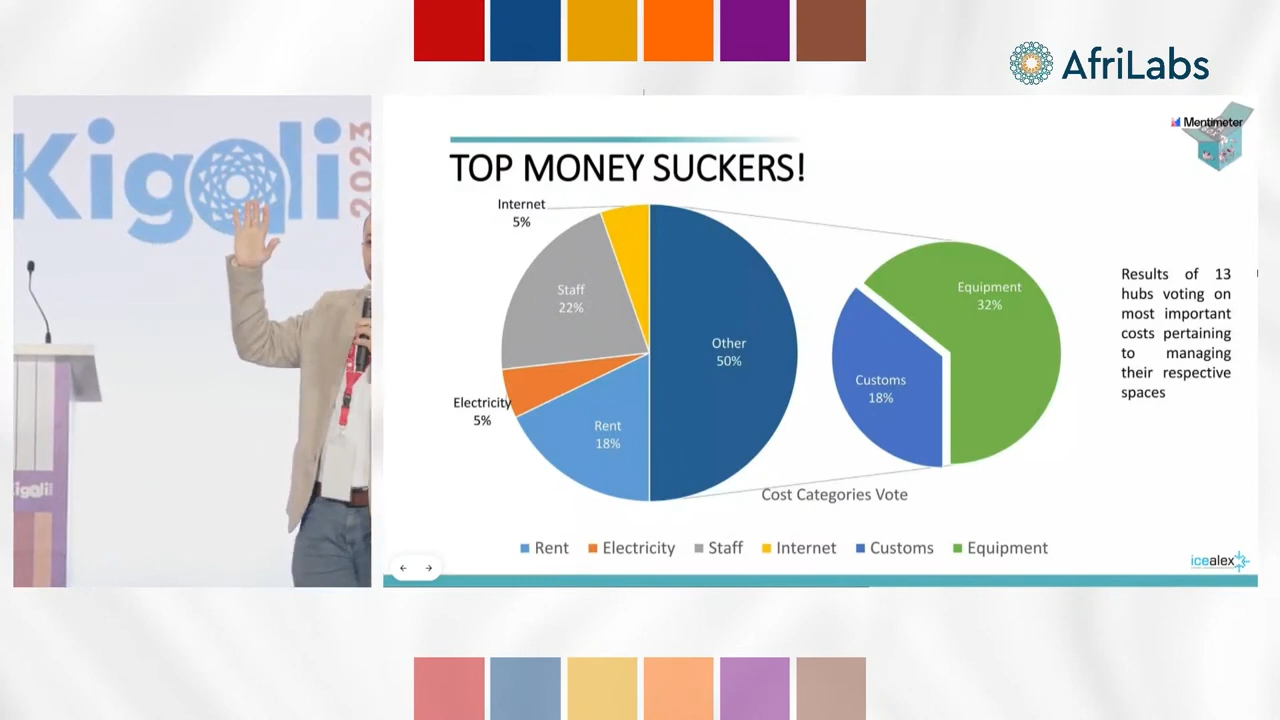 AfriLabs
Kigali
2023
Mentimeter
TOP MONEY SUCKERS!
Internet
5%
Staff
22%
Other
50%
Electricity
5%
Rent
18%
Equipment
32%
Customs
18%
Results of 13
hubs voting on
most important
costs pertaining
to managing
their respective
spaces
Cost Categories Vote
Rent Electricity Staff Internet Customs Equipment
icealex
igali